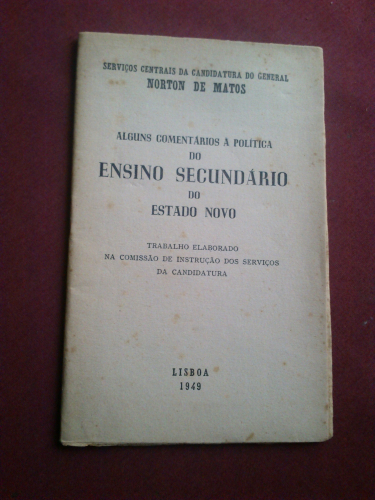 SERVIÇOS CENTRAIS DA CANDIDATURA DO GENERAL
NORTON DE MATOS
ALGUNS COMENTÁRIOS À POLÍTICA
DO
ENSINO SECUNDÁRIO
DO
ESTADO NOVO
TRABALHO ELABORADO
NA COMISSÃO DE INSTRUÇÃO DOS SERVIÇOS
DA CANDIDATURA
LISBOA
1949